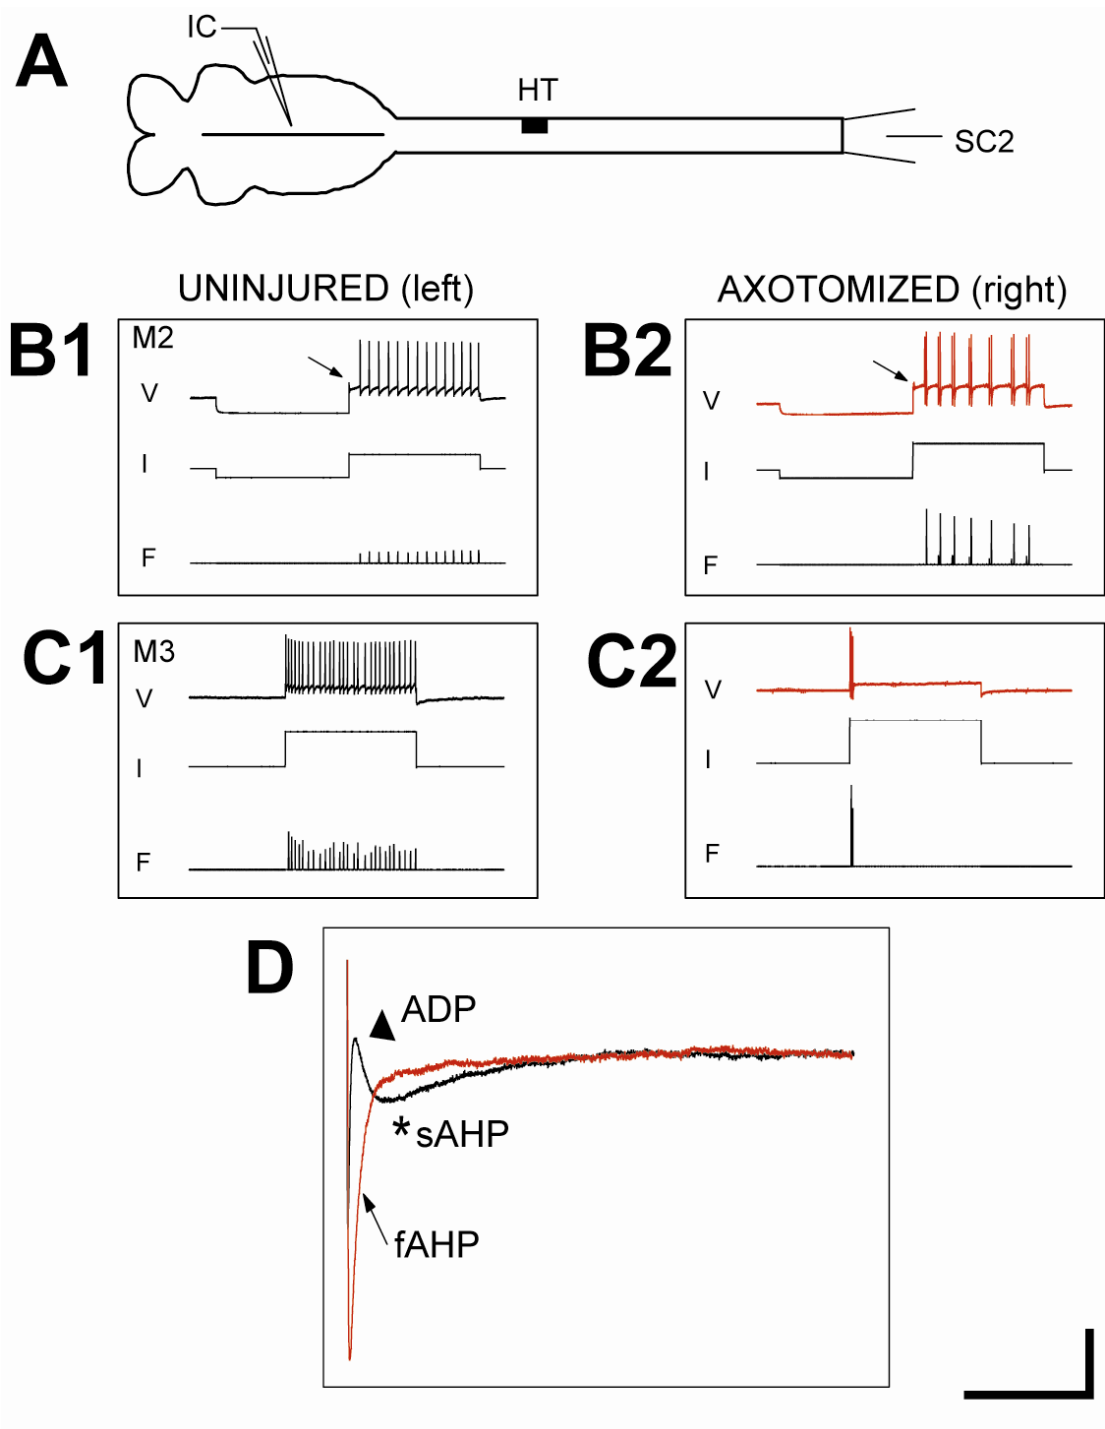 A
IC
HT
SC2
UNINJURED (left)
AXOTOMIZED (right)
B1
M2
V
I
F
B2
V
I
F
C1
M3
V
I
F
C2
V
I
F
D
ADP
*sAHP
fAHP